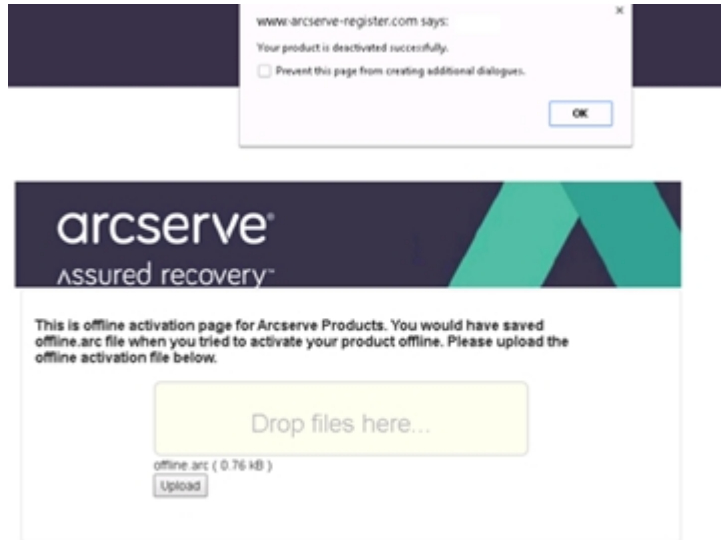 www.arcserve-register.com says:
Your product is deactivated successfully.
Prevent this page from creating additional dialogues.
OK
arcserve®
assured recovery™
This is offline activation page for Arcserve Products. You would have saved
offline.arc file when you tried to activate your product offline. Please upload the
offline activation file below.
Drop files here...
offline.arc ( 0.76 kB )
Upload